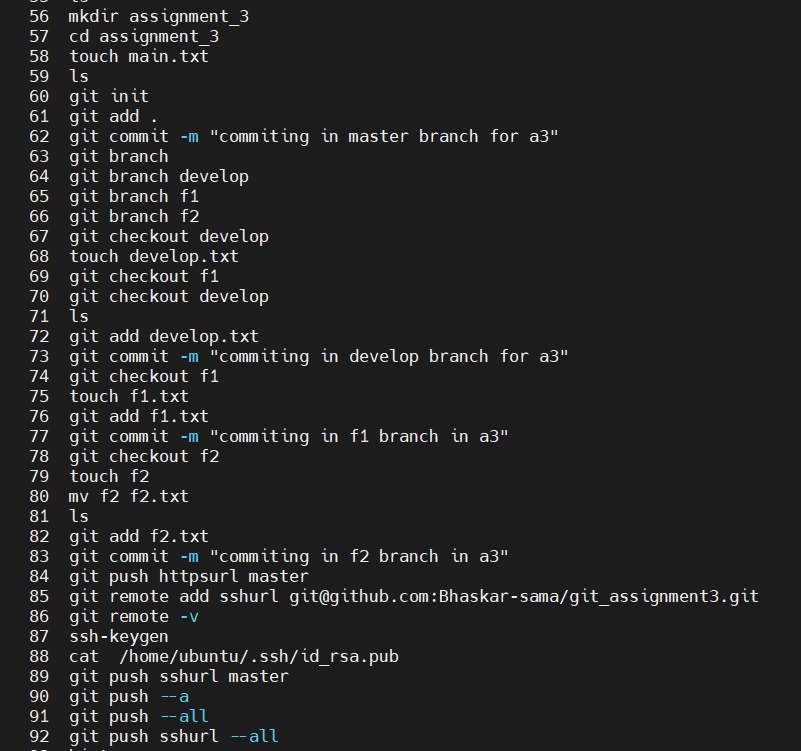 56 mkdir assignment_3
57 cd assignment_3
58 touch main.txt
59 ls
60 git init
61 git add .
62 git commit -m "commiting in master branch for a3"
63 git branch
64 git branch develop
65 git branch f1
66 git branch f2
67 git checkout develop
68 touch develop.txt
69 git checkout f1
70 git checkout develop
71 ls
72 git add develop.txt
73 git commit -m "commiting in develop branch for a3"
74 git checkout f1
75 touch f1.txt
76 git add f1.txt
77 git commit -m "commiting in f1 branch in a3"
78 git checkout f2
79 touch f2
80 mv f2 f2.txt
81 ls
82 git add f2.txt
83 git commit -m "commiting in f2 branch in a3"
84 git push httpsurl master
85 git remote add sshurl git@github.com:Bhaskar-sama/git_assignment3.git
86 git remote -v
87 ssh-keygen
88 cat  /home/ubuntu/.ssh/id_rsa.pub
89 git push sshurl master
90 git push --a
91 git push --all
92 git push sshurl --all